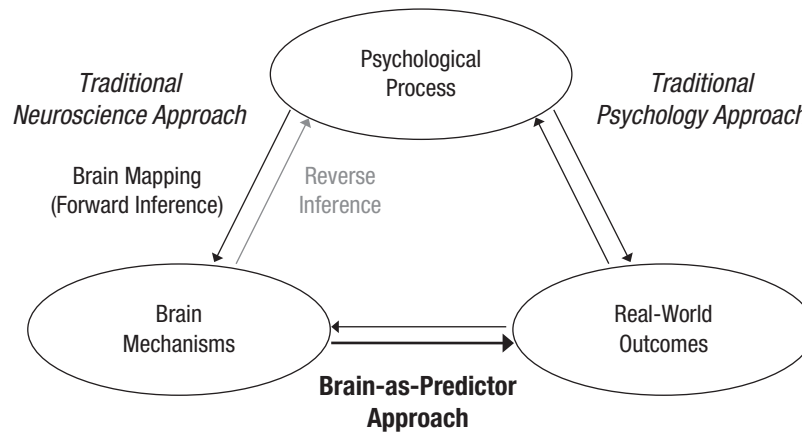 Psychological
Process
Traditional
Neuroscience Approach
Traditional
Psychology Approach
Brain Mapping
(Forward Inference)
Reverse
Inference
Brain
Mechanisms
Real-World
Outcomes
Brain-as-Predictor
Approach